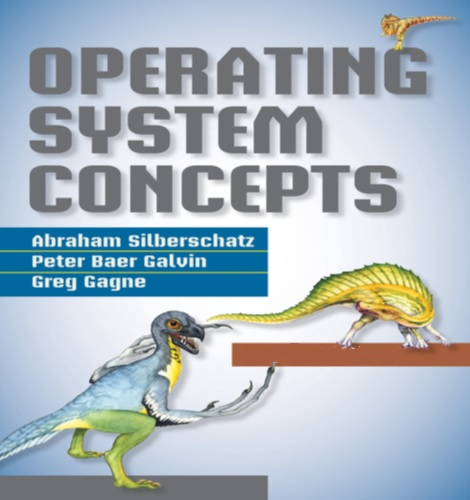 OPERATING
SYSTEM
CONCEPTS
Abraham Silberschatz
Peter Baer Galvin
Greg Gagne